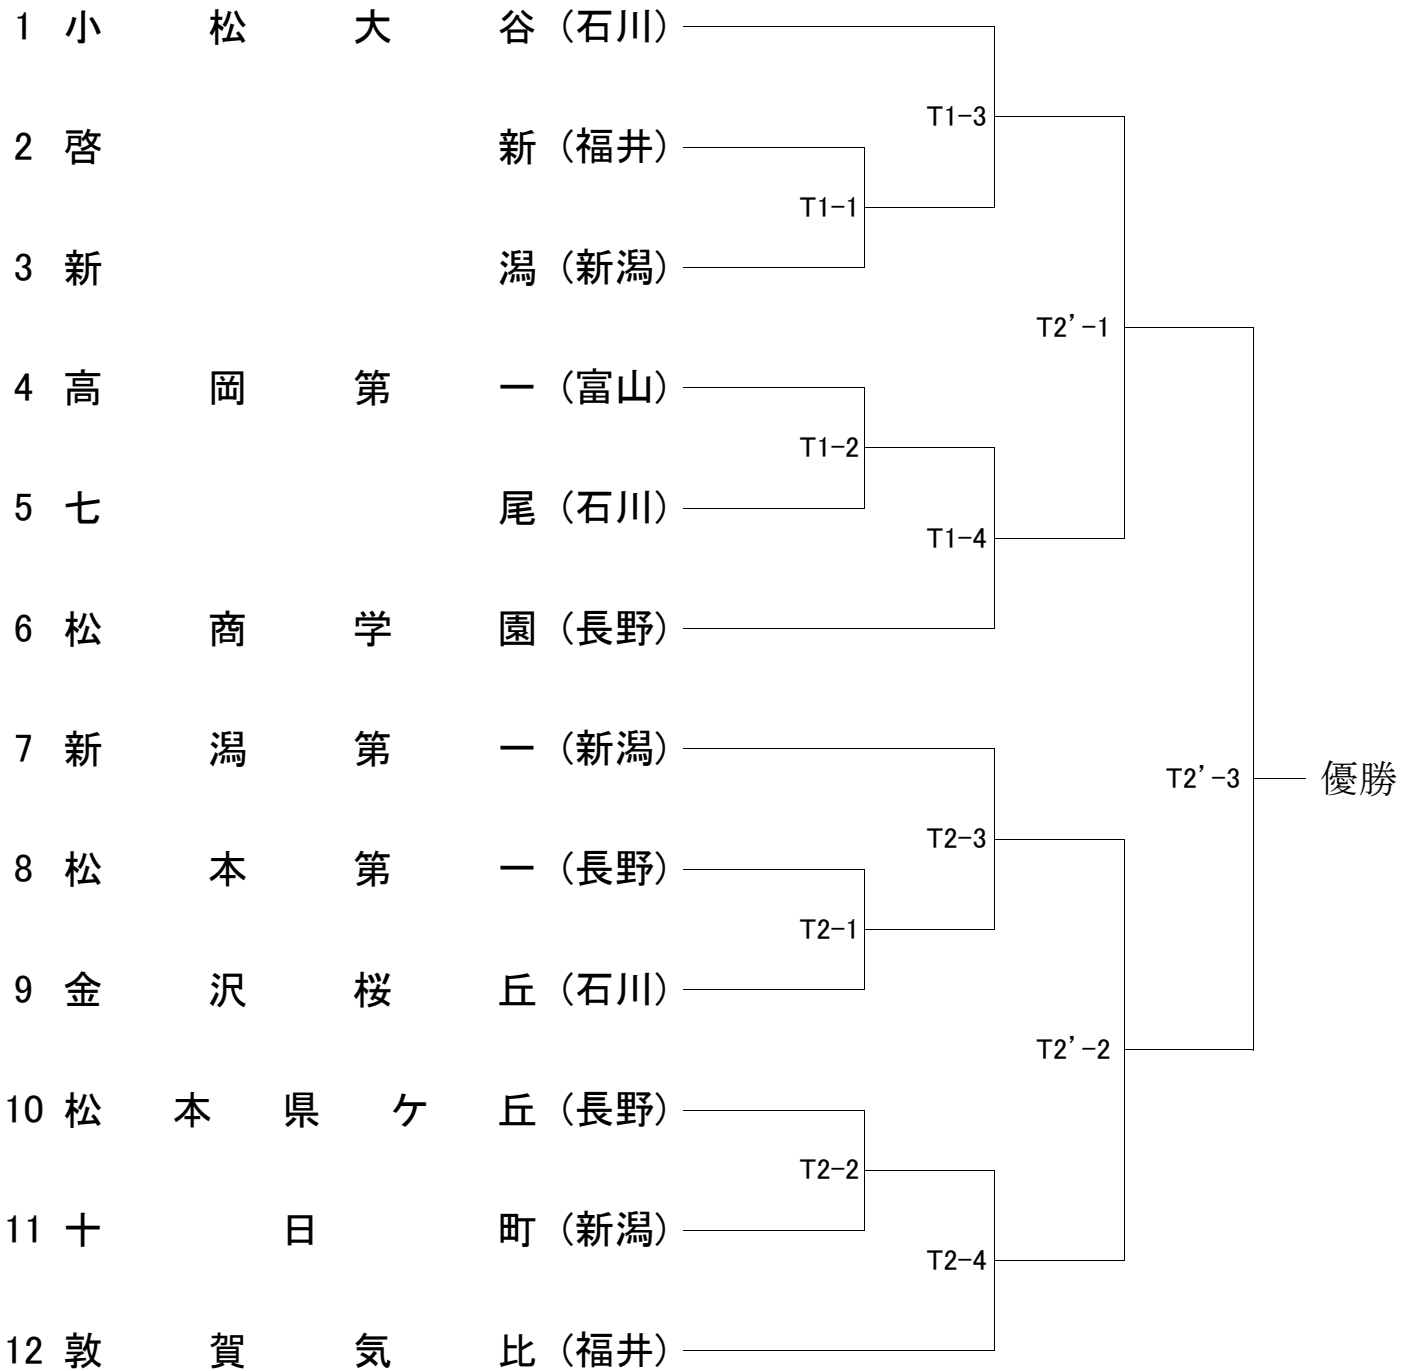 1 小松大谷（石川）
T1-3
2 啓新（福井）
T1-1
3 新潟（新潟）
T2'-1
4 高岡第一（富山）
T1-2
5 七尾（石川）
T1-4
6 松商学園（長野）
7 新潟第一（新潟）
T2'-3 優勝
T2-3
8 松本第一（長野）
T2-1
9 金沢桜丘（石川）
T2'-2
10 松本県ケ丘（長野）
T2-2
11 十日町（新潟）
T2-4
12 敦賀気比（福井）